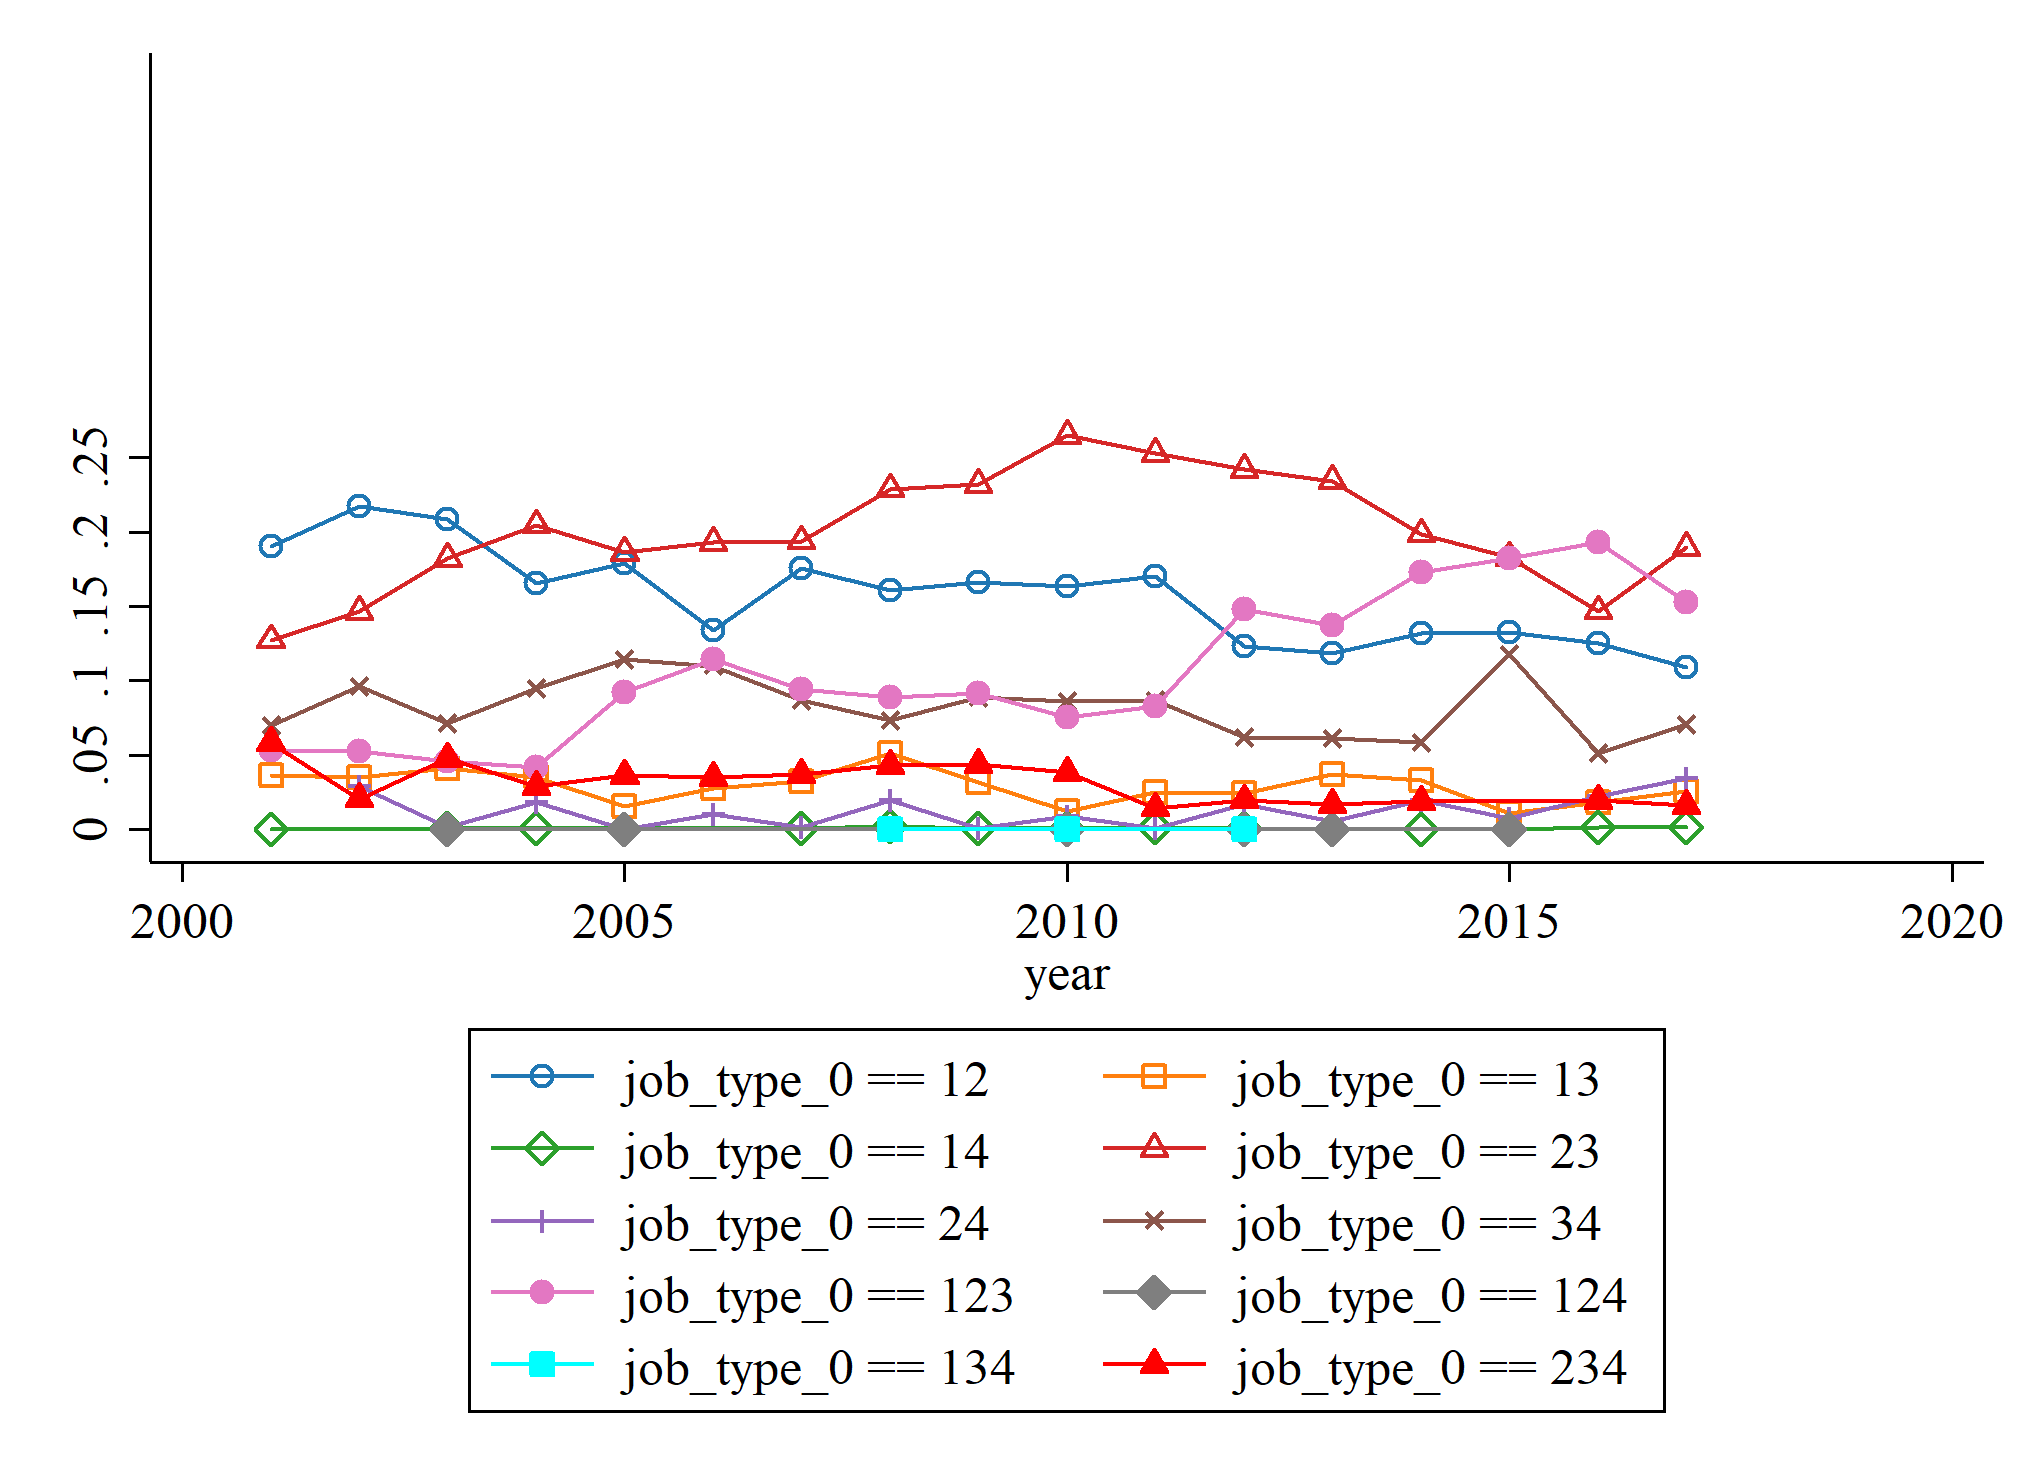 .25
.2
.15
.1
.05
0
2000 2005 2010 2015 2020
year
job_type_0 == 12 job_type_0 == 13
job_type_0 == 14 job_type_0 == 23
job_type_0 == 24 job_type_0 == 34
job_type_0 == 123 job_type_0 == 124
job_type_0 == 134 job_type_0 == 234